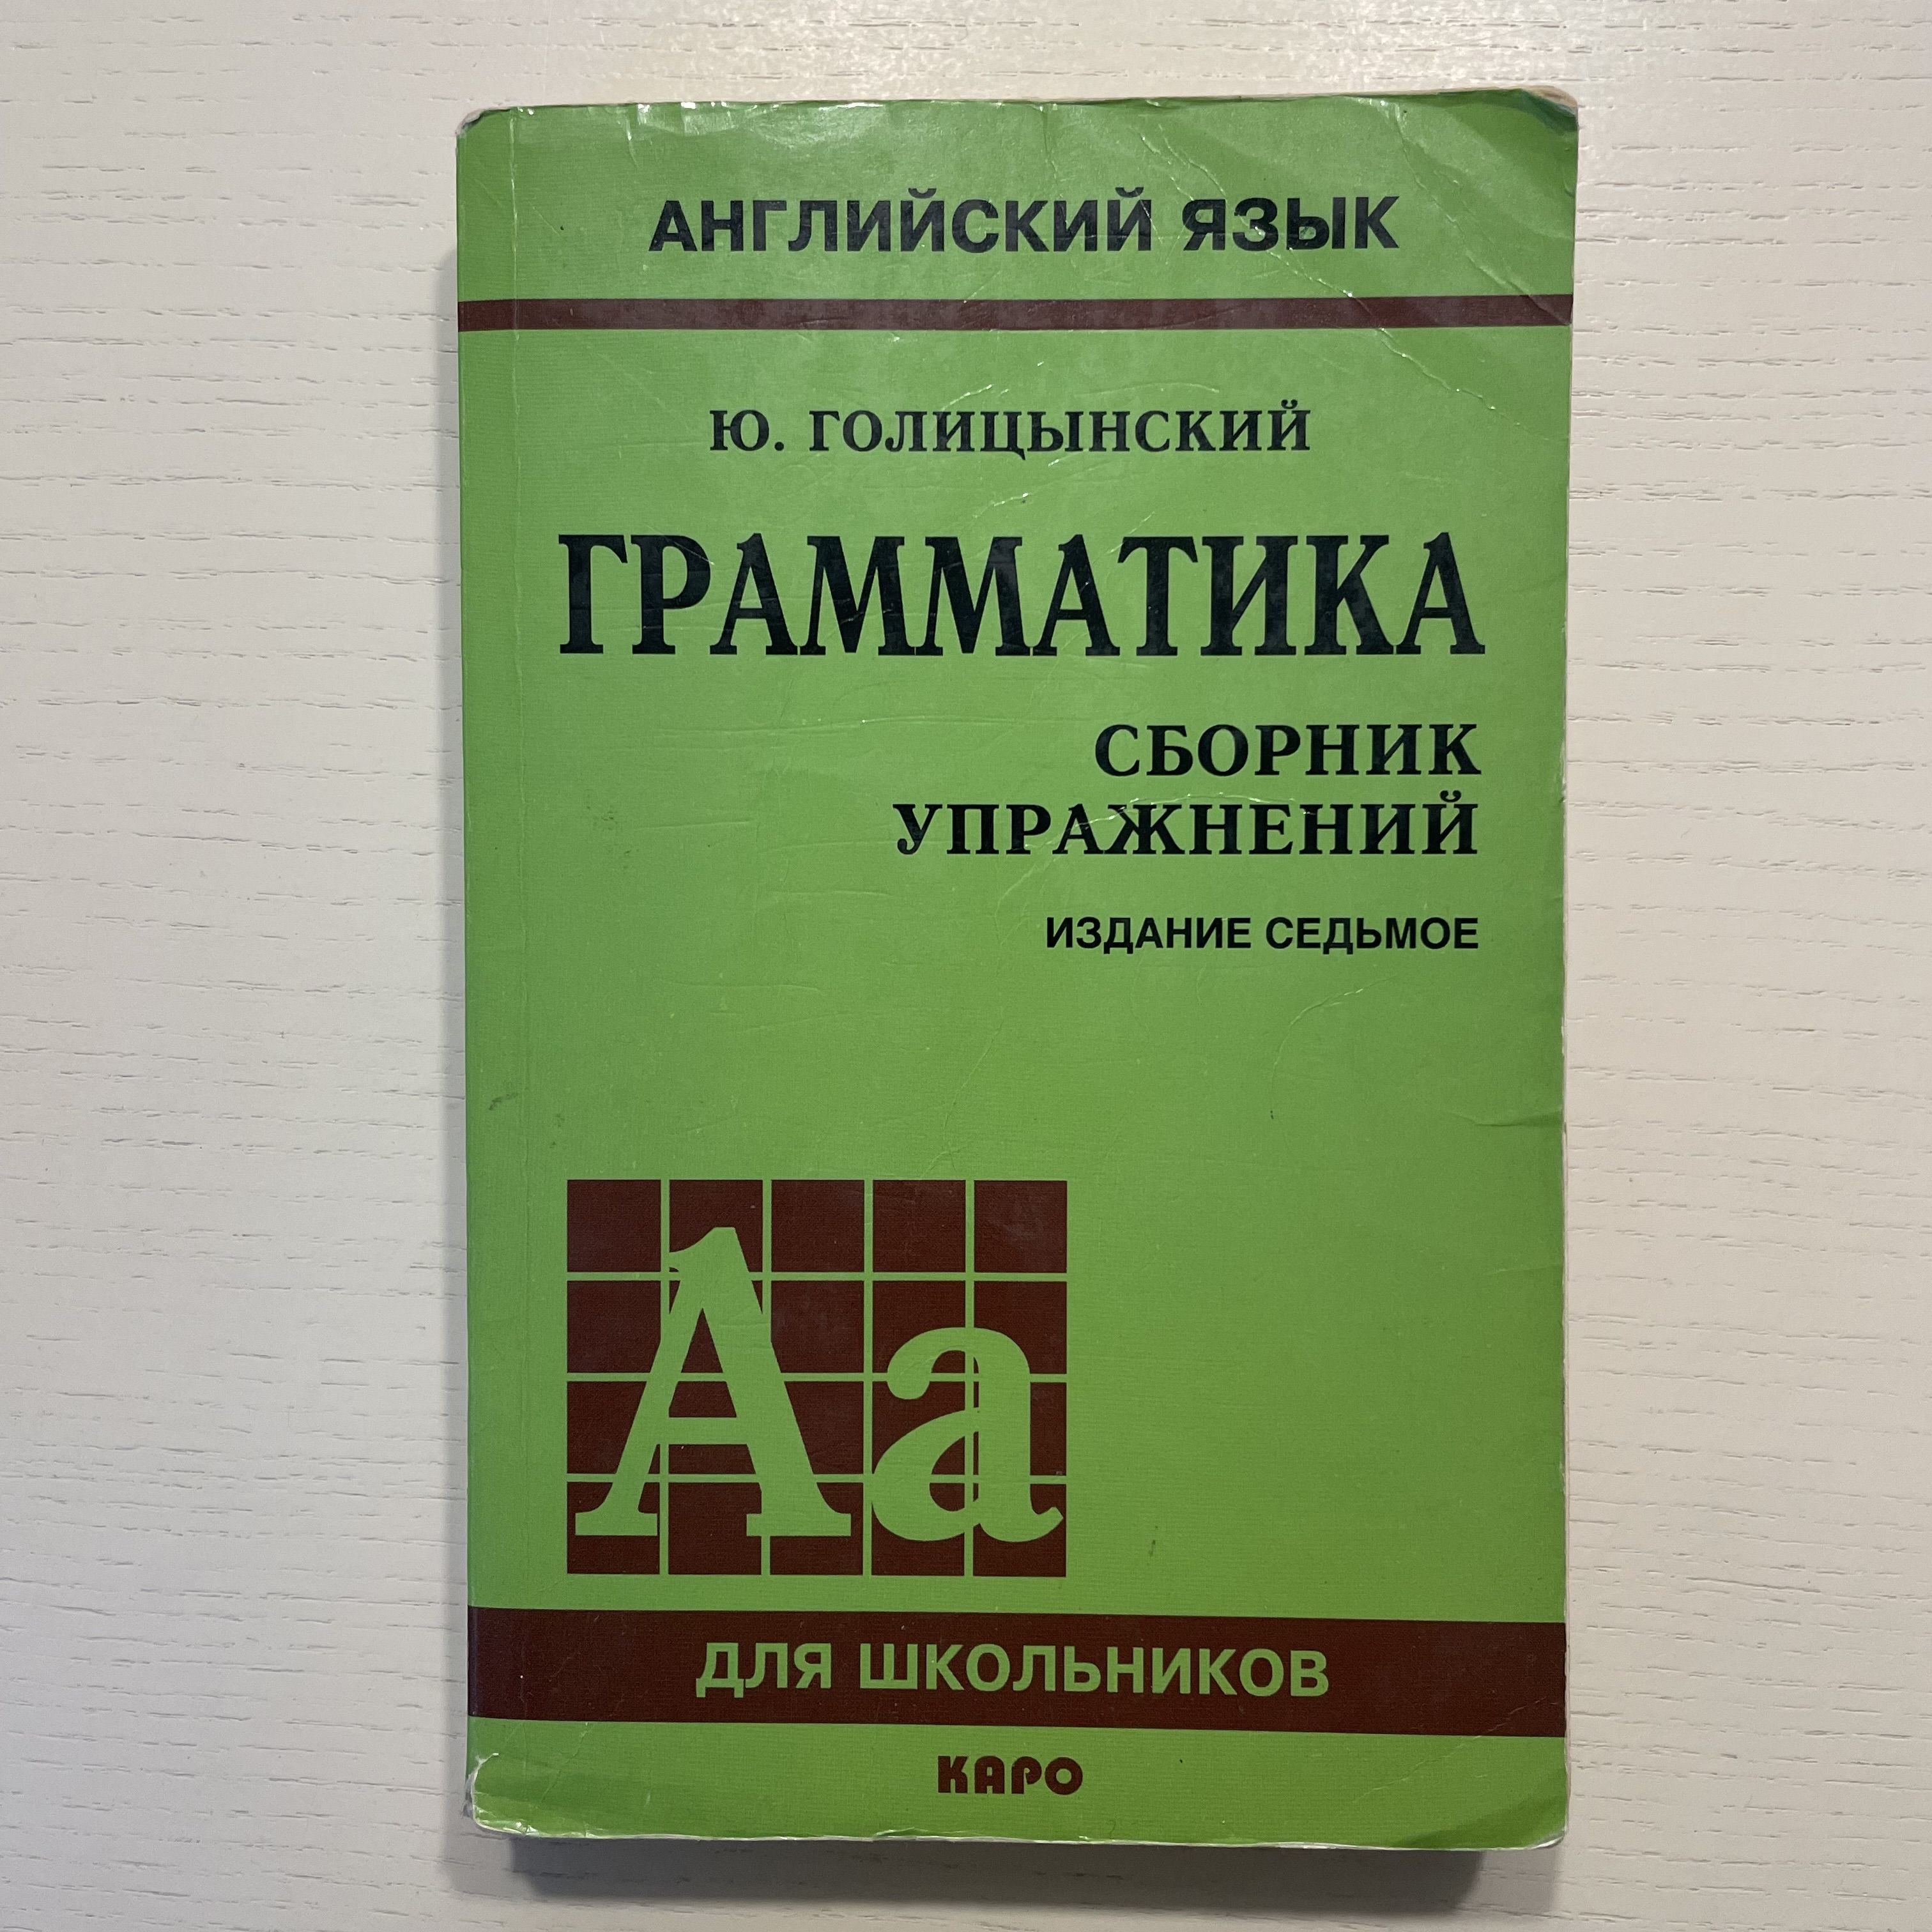 АНГЛИЙСКИЙ ЯЗЫК
Ю. ГОЛИЦЫНСКИЙ
ГРАММАТИКА
СБОРНИК
УПРАЖНЕНИЙ
ИЗДАНИЕ СЕДЬМОЕ
Aa
ДЛЯ ШКОЛЬНИКОВ
КАРО